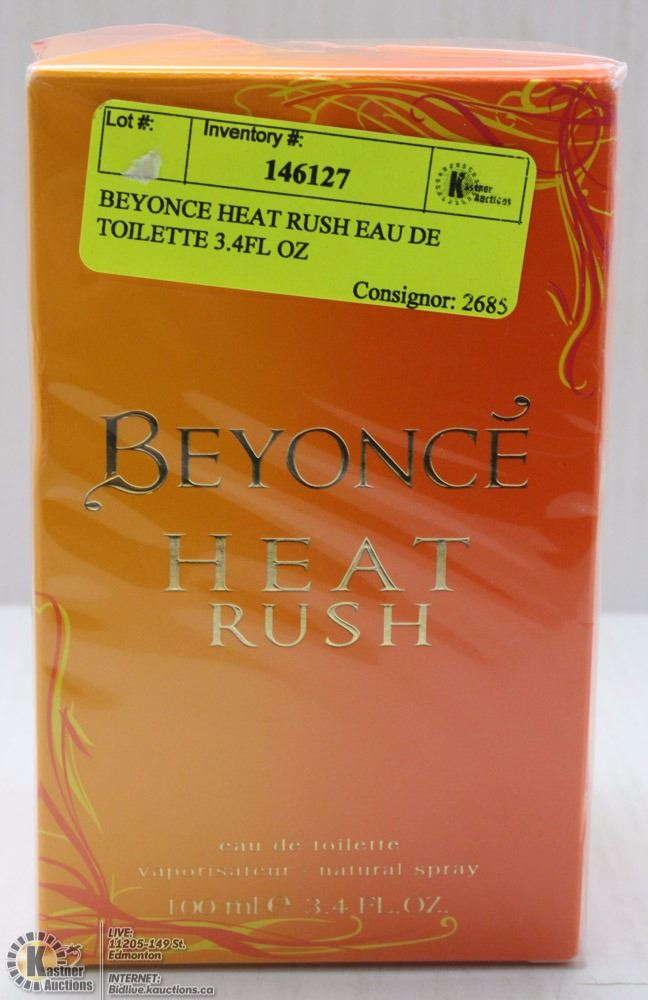 Lot #:
Inventory #:
146127
Kastner
Auctions
BEYONCE HEAT RUSH EAU DE
TOILETTE 3.4FL OZ
Consignor: 2685
BEYONCÉ
HEAT
RUSH
eau de toilette
vaporisateur · natural spray
100 ml e 3.4 FL.OZ.
Kastner
Auctions
LIVE:
11205-149 St.
Edmonton
INTERNET:
Bidlive.kauctions.ca